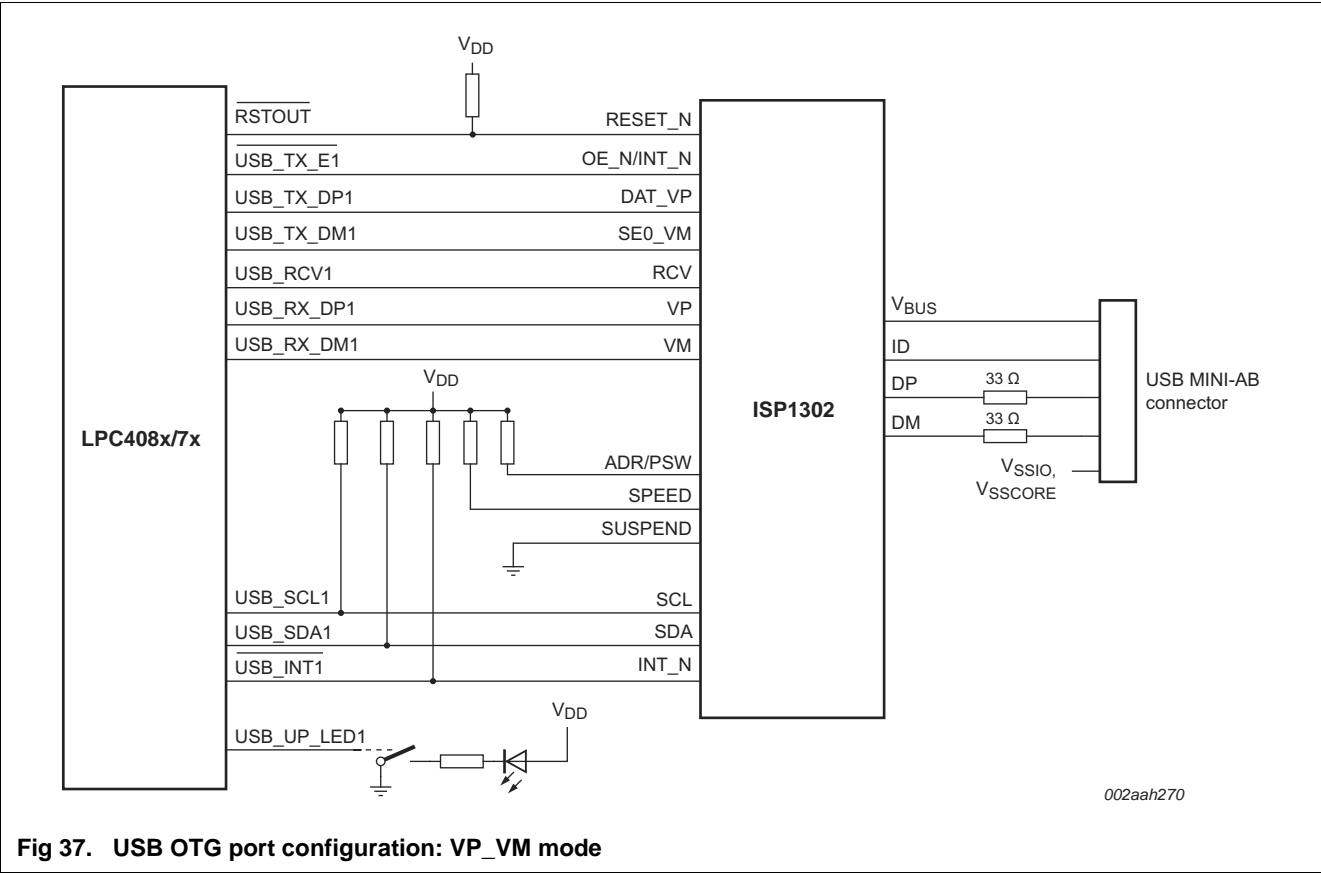 VDD
RSTOUT
RESET_N
USB_TX_E1
OE_N/INT_N
USB_TX_DP1
DAT_VP
USB_TX_DM1
SE0_VM
USB_RCV1
RCV
USB_RX_DP1
VP
USB_RX_DM1
VM
VBUS
ID
DP
33 Ω
DM
33 Ω
USB MINI-AB
connector
VSSIO,
VSSCORE
VDD
LPC408x/7x
ISP1302
ADR/PSW
SPEED
SUSPEND
USB_SCL1
SCL
USB_SDA1
SDA
USB_INT1
INT_N
VDD
USB_UP_LED1
002aah270
Fig 37. USB OTG port configuration: VP_VM mode